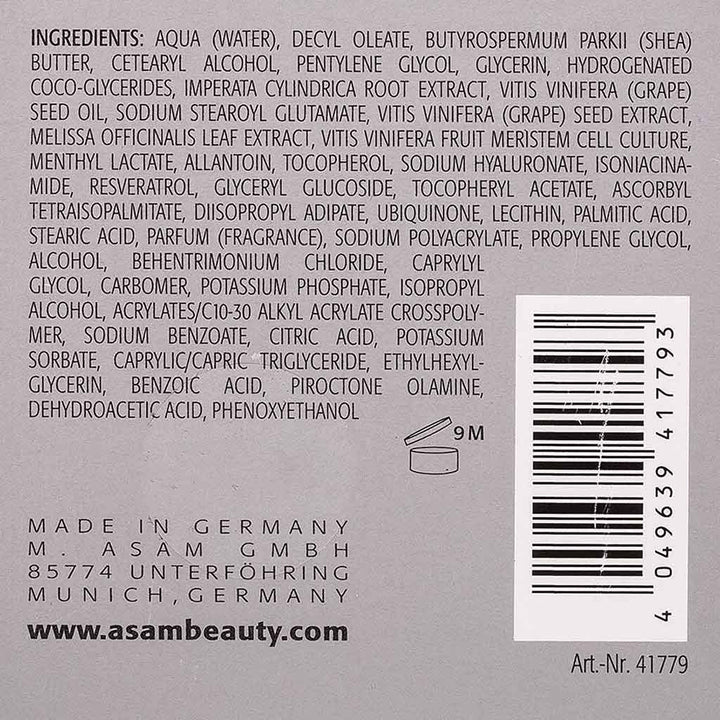 INGREDIENTS: AQUA (WATER), DECYL OLEATE, BUTYROSPERMUM PARKII (SHEA)
BUTTER, CETEARYL ALCOHOL, PENTYLENE GLYCOL, GLYCERIN, HYDROGENATED
COCO-GLYCERIDES, IMPERATA CYLINDRICA ROOT EXTRACT, VITIS VINIFERA (GRAPE)
SEED OIL, SODIUM STEAROYL GLUTAMATE, VITIS VINIFERA (GRAPE) SEED EXTRACT,
MELISSA OFFICINALIS LEAF EXTRACT, VITIS VINIFERA FRUIT MERISTEM CELL CULTURE,
MENTHYL LACTATE, ALLANTOIN, TOCOPHEROL, SODIUM HYALURONATE, ISONIACINA-
MIDE, RESVERATROL, GLYCERYL GLUCOSIDE, TOCOPHERYL ACETATE, ASCORBYL
TETRAISOPALMITATE, DIISOPROPYL ADIPATE, UBIQUINONE, LECITHIN, PALMITIC ACID,
STEARIC ACID, PARFUM (FRAGRANCE), SODIUM POLYACRYLATE, PROPYLENE GLYCOL,
ALCOHOL, BEHENTRIMONIUM CHLORIDE, CAPRYLYL
GLYCOL, CARBOMER, POTASSIUM PHOSPHATE, ISOPROPYL
ALCOHOL, ACRYLATES/C10-30 ALKYL ACRYLATE CROSSPOLY-
MER, SODIUM BENZOATE, CITRIC ACID, POTASSIUM
SORBATE, CAPRYLIC/CAPRIC TRIGLYCERIDE, ETHYLHEXYL-
GLYCERIN, BENZOIC ACID, PIROCTONE OLAMINE,
DEHYDROACETIC ACID, PHENOXYETHANOL
9 M
MADE IN GERMANY
M. ASAM GMBH
85774 UNTERFÖHRING
MUNICH, GERMANY
www.asambeauty.com
4 049639 417793
Art.-Nr. 41779